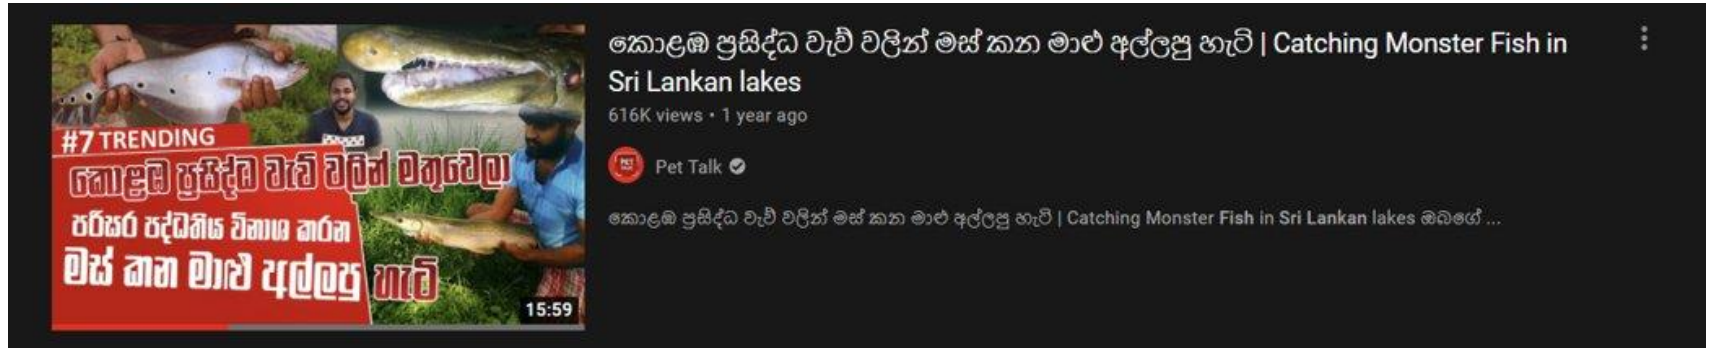 #7 TRENDING
කොළඹ ප්‍රසිද්ධ වැව් වලින් මතුවෙලා
පරිසර පද්ධතිය විනාශ කරන
මස් කන මාළු අල්ලපු හැටි
15:59
කොළඹ ප්‍රසිද්ධ වැව් වලින් මස් කන මාළු අල්ලපු හැටි | Catching Monster Fish in
Sri Lankan lakes
616K views • 1 year ago
PET
Pet Talk
කොළඹ ප්‍රසිද්ධ වැව් වලින් මස් කන මාළු අල්ලපු හැටි | Catching Monster Fish in Sri Lankan lakes ඔබගේ ...